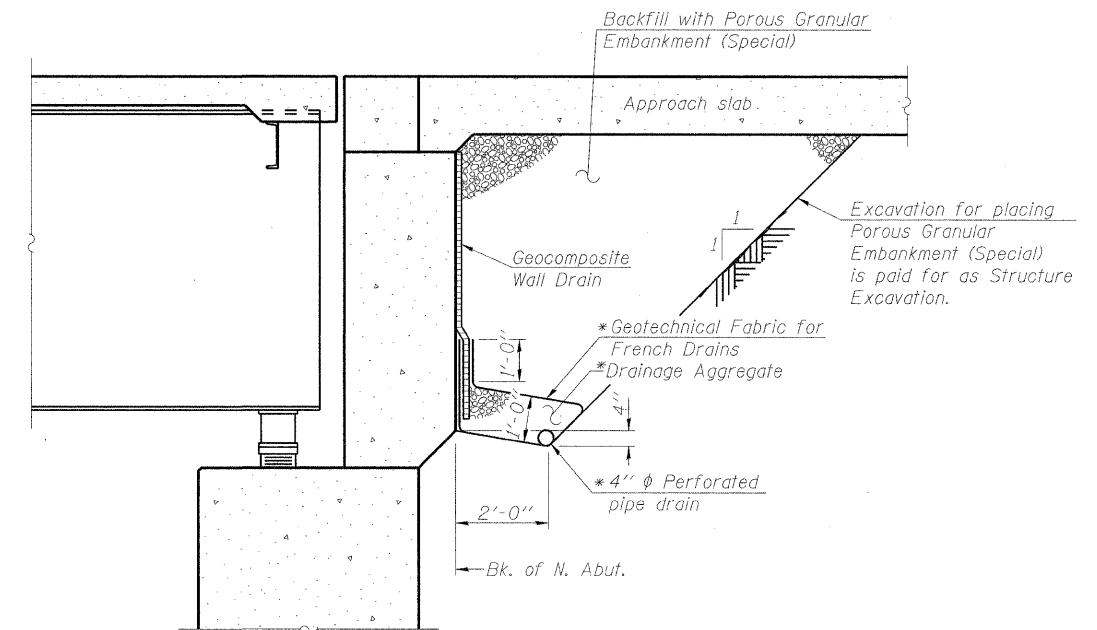 Backfill with Porous Granular
Embankment (Special)
Approach slab
Excavation for placing
Porous Granular
Embankment (Special)
is paid for as Structure
Excavation.
1
1
Geocomposite
Wall Drain
*Geotechnical Fabric for
French Drains
*Drainage Aggregate
1'-0"
1'-0"
4"
* 4" ϕ Perforated
pipe drain
2'-0"
Bk. of N. Abut.